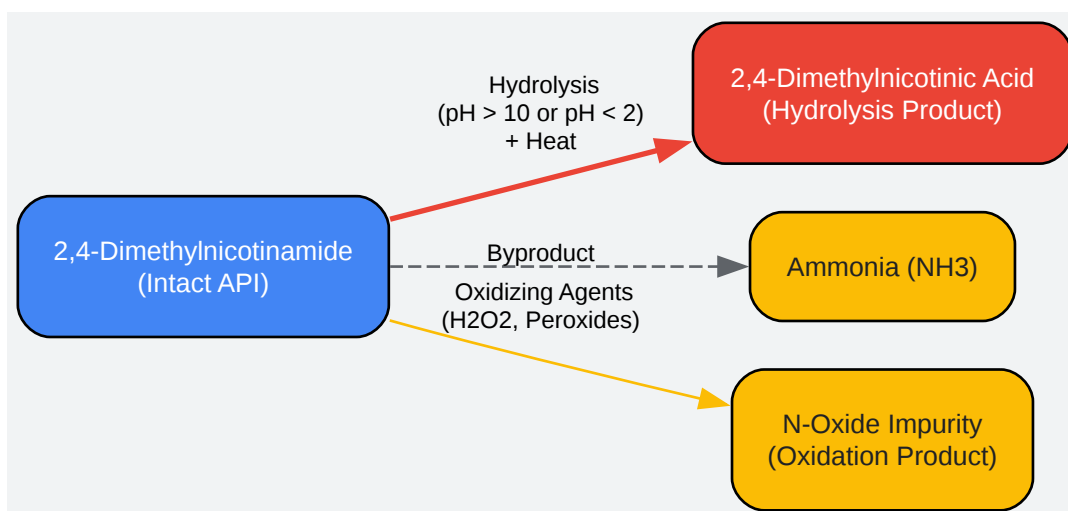 2,4-Dimethylnicotinamide
(Intact API)
Hydrolysis
(pH > 10 or pH < 2)
+ Heat
2,4-Dimethylnicotinic Acid
(Hydrolysis Product)
Byproduct
Ammonia (NH3)
Oxidizing Agents
(H2O2, Peroxides)
N-Oxide Impurity
(Oxidation Product)